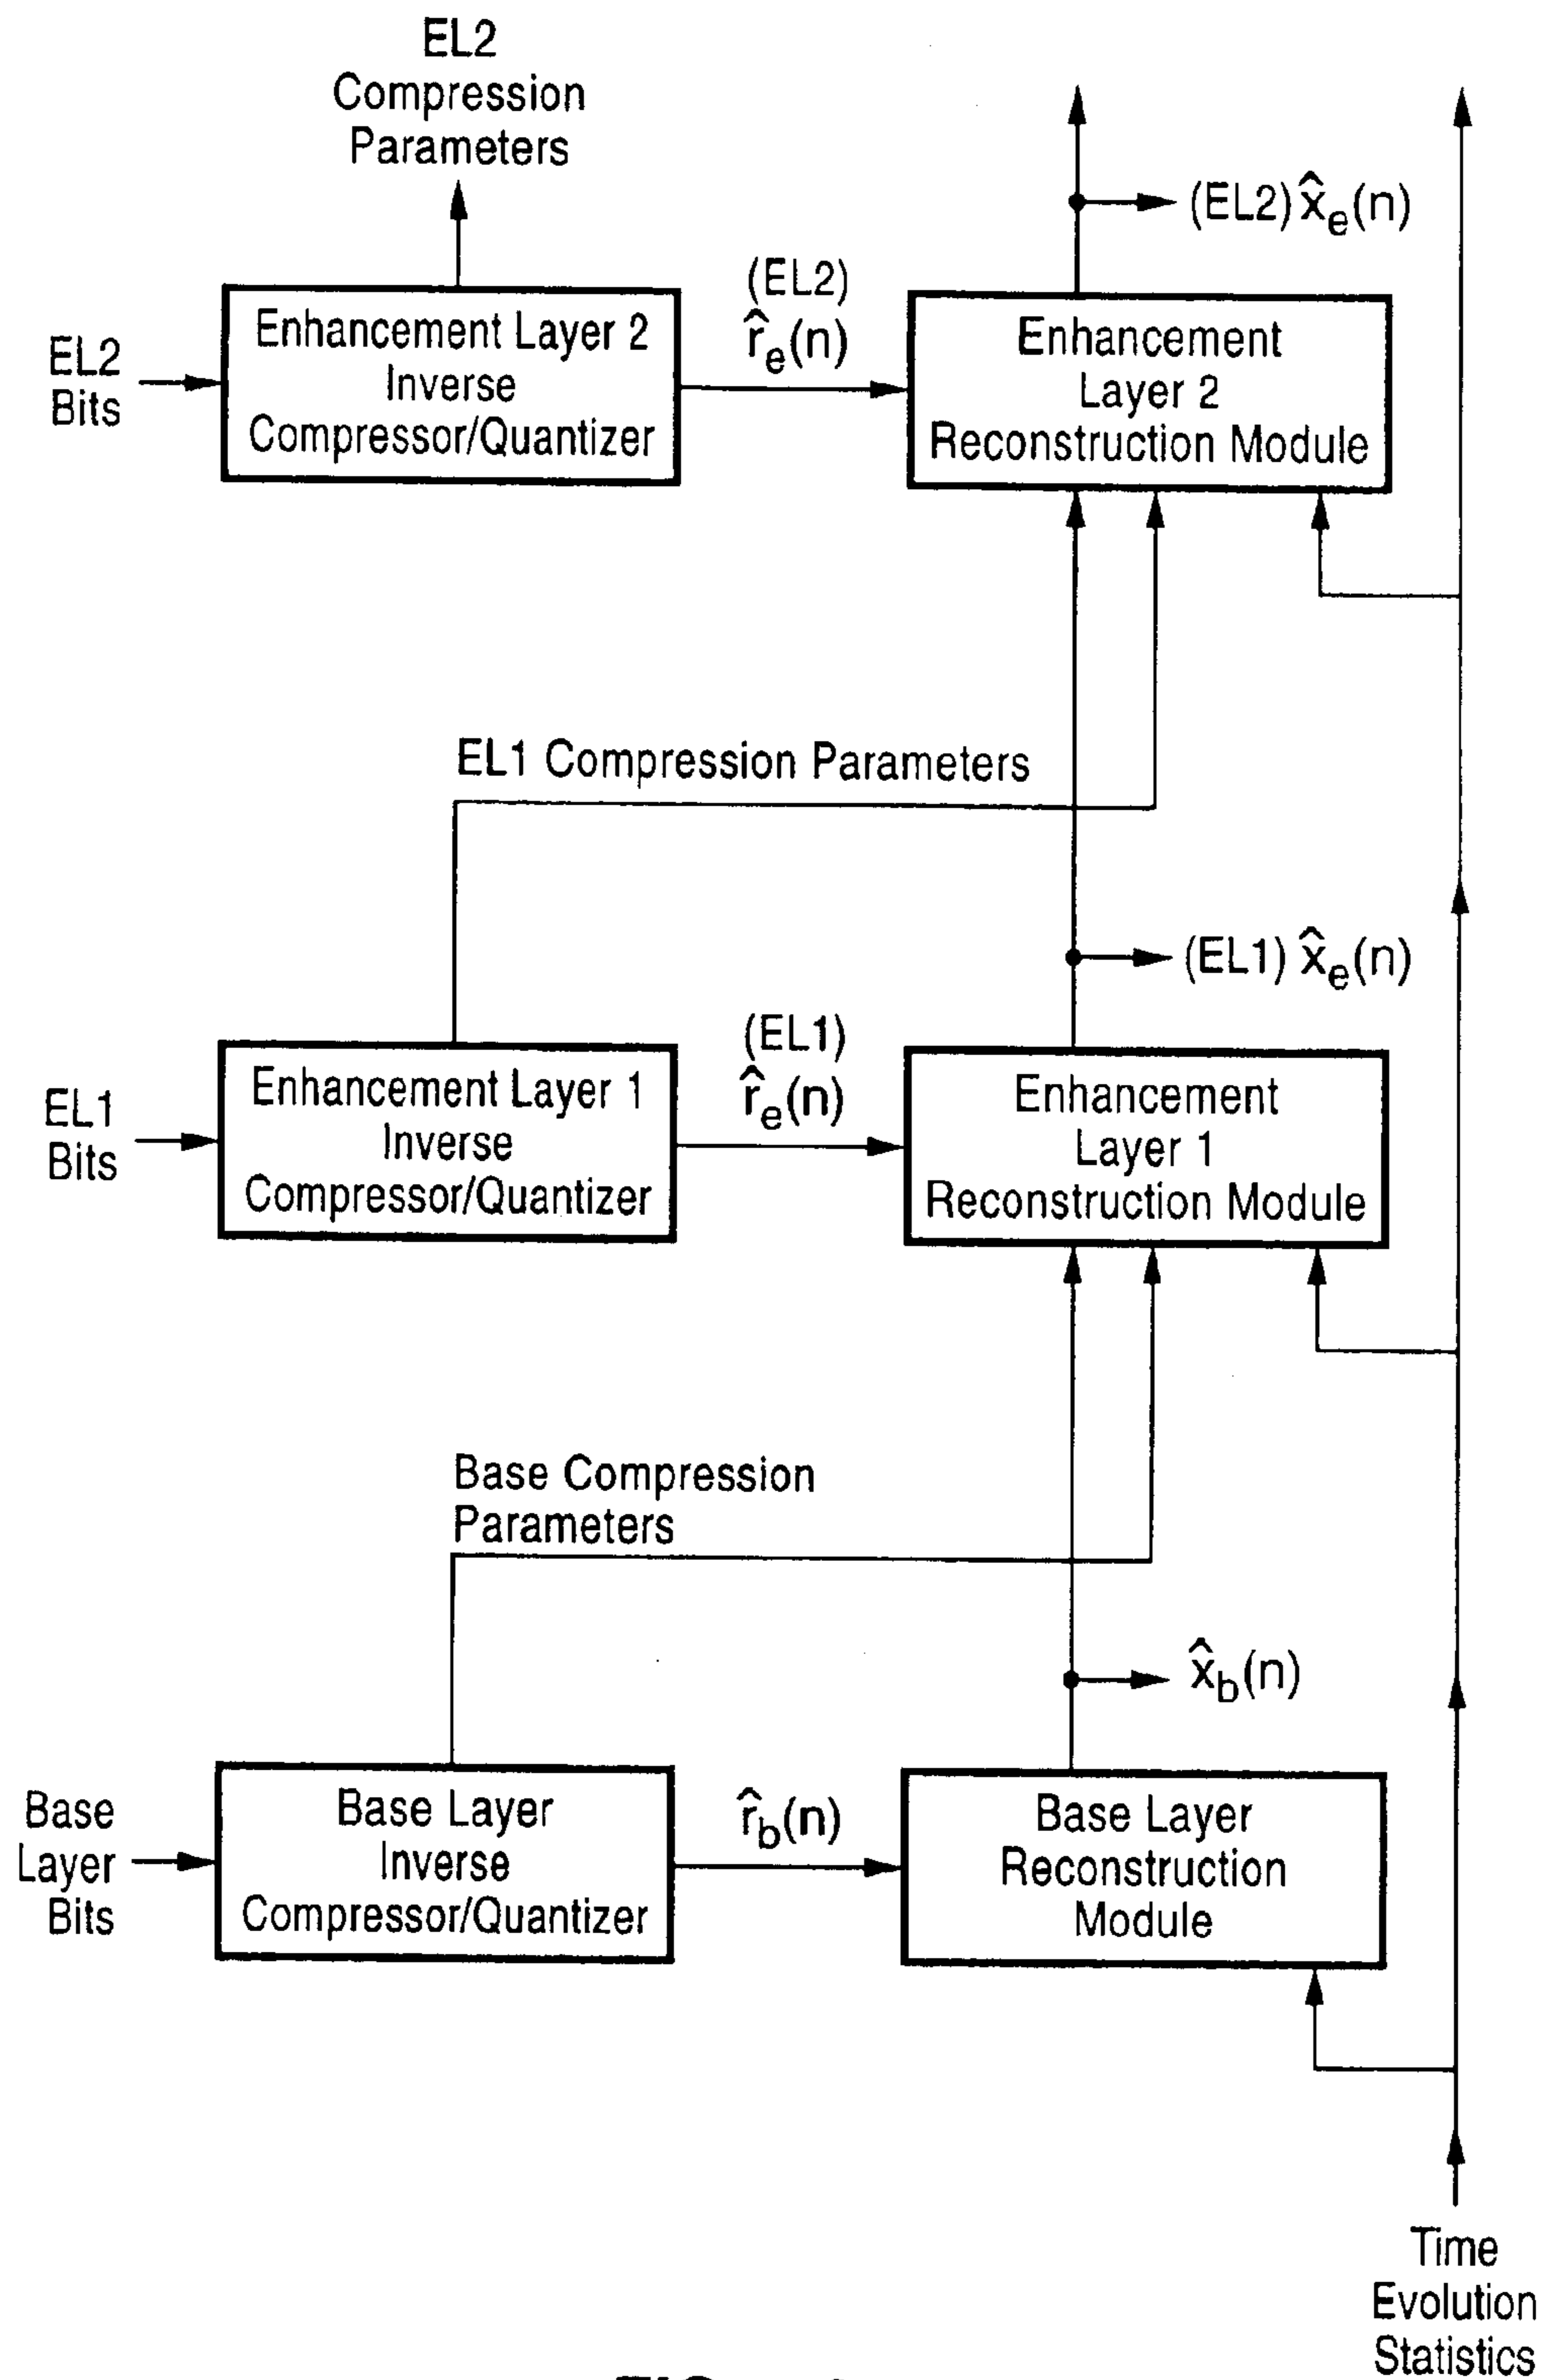 EL2
Compression
Parameters
(EL2) x̂e(n)
(EL2)
r̂e(n)
EL2
Bits
Enhancement Layer 2
Inverse
Compressor/Quantizer
Enhancement
Layer 2
Reconstruction Module
EL1 Compression Parameters
(EL1) x̂e(n)
(EL1)
r̂e(n)
EL1
Bits
Enhancement Layer 1
Inverse
Compressor/Quantizer
Enhancement
Layer 1
Reconstruction Module
Base Compression
Parameters
x̂b(n)
Base
Layer
Bits
Base Layer
Inverse
Compressor/Quantizer
r̂b(n)
Base Layer
Reconstruction
Module
Time
Evolution
Statistics